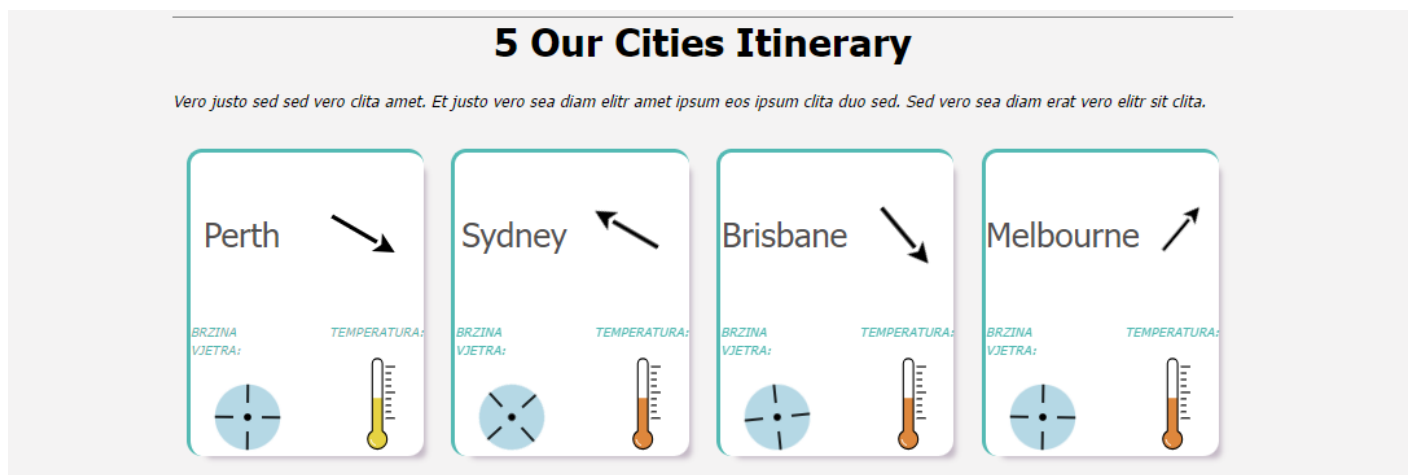 5 Our Cities Itinerary
Vero justo sed sed vero clita amet. Et justo vero sea diam elitr amet ipsum eos ipsum clita duo sed. Sed vero sea diam erat vero elitr sit clita.
Perth
BRZINA
VJETRA:
TEMPERATURA:
Sydney
BRZINA
VJETRA:
TEMPERATURA:
Brisbane
BRZINA
VJETRA:
TEMPERATURA:
Melbourne
BRZINA
VJETRA:
TEMPERATURA: